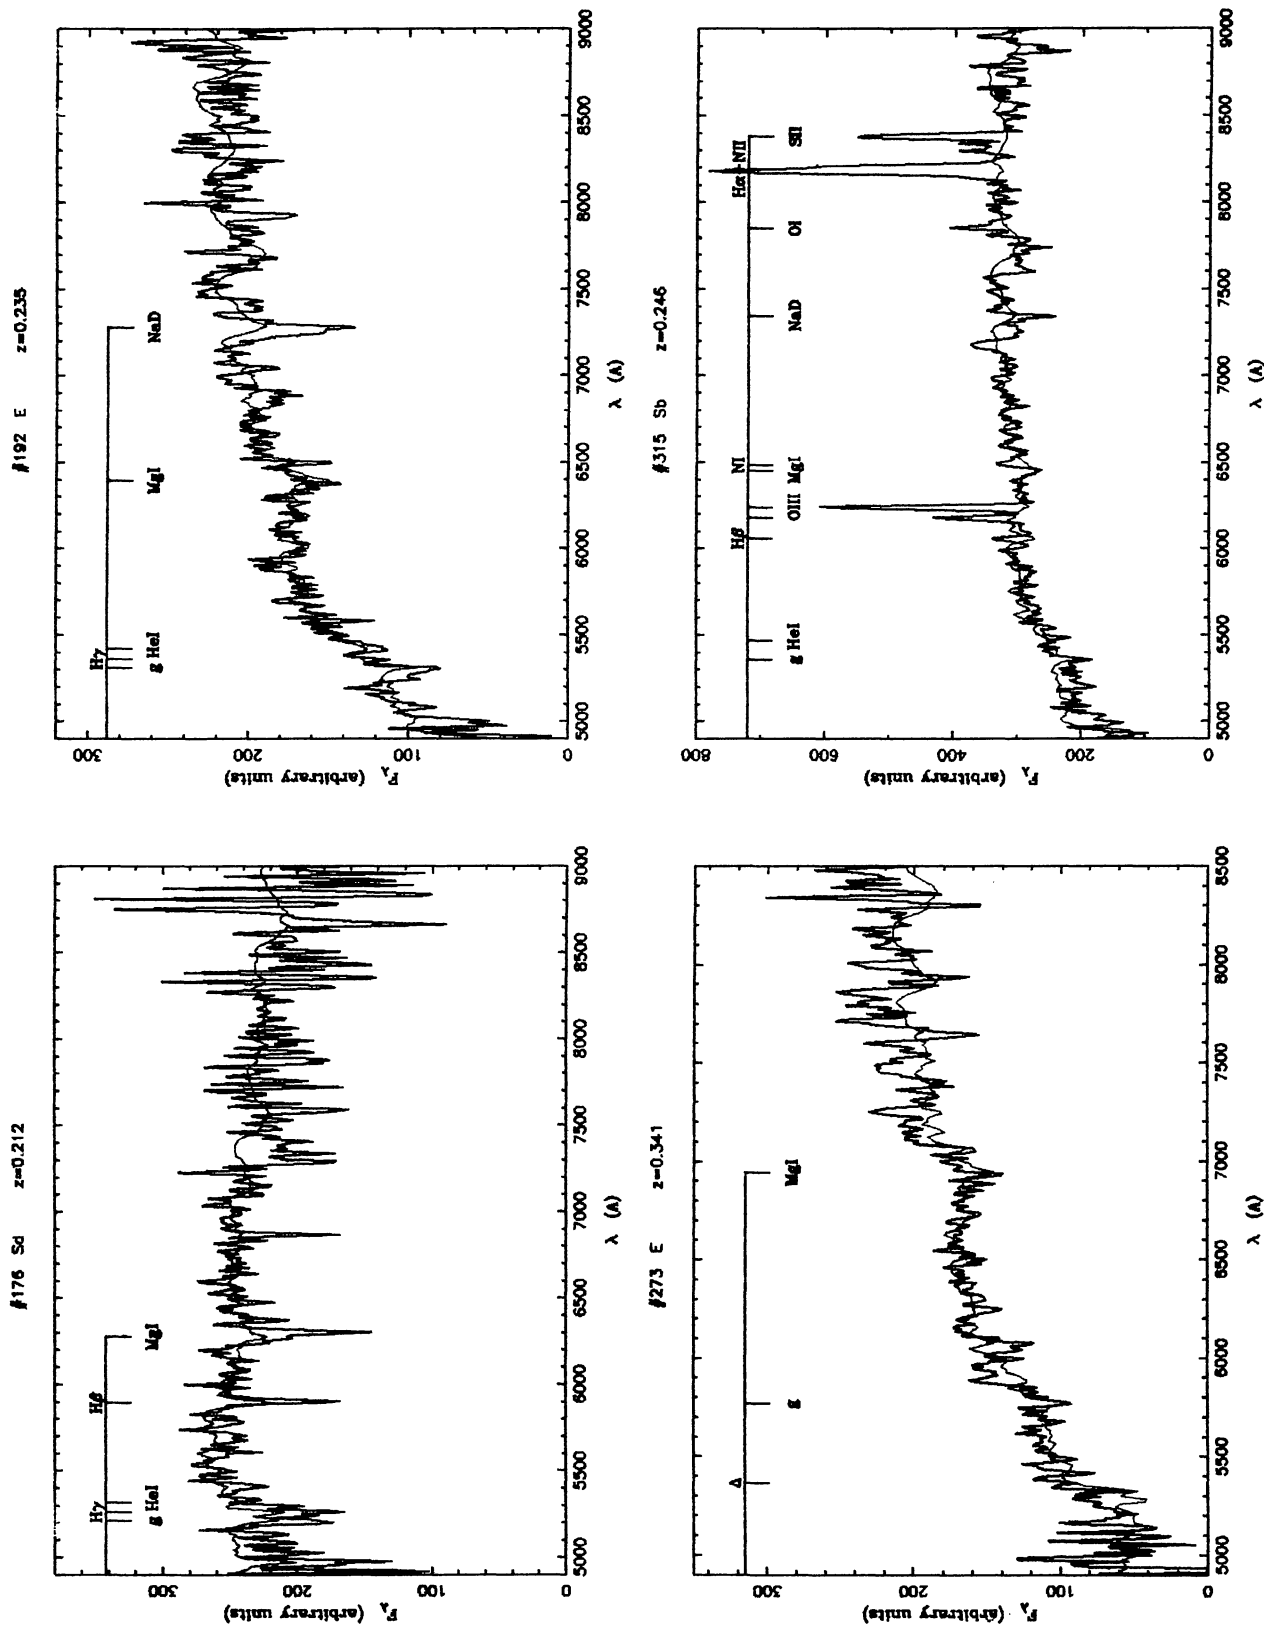 #176 Sd z=0.212
Hγ Hβ
g HeI MgI
300
200
100
0
F_λ (arbitrary units)
5000 5500 6000 6500 7000 7500 8000 8500 9000
λ (A)
#192 E z=0.235
Hγ
g HeI MgI NaD
300
200
100
0
F_λ (arbitrary units)
5000 5500 6000 6500 7000 7500 8000 8500 9000
λ (A)
#273 E z=0.341
Δ
g MgI
300
200
100
0
F_λ (arbitrary units)
5000 5500 6000 6500 7000 7500 8000 8500
λ (A)
#315 Sb z=0.246
Hβ NI Hα+NII
g HeI OIII MgI NaD OI SII
800
600
400
200
0
F_λ (arbitrary units)
5000 5500 6000 6500 7000 7500 8000 8500 9000
λ (A)